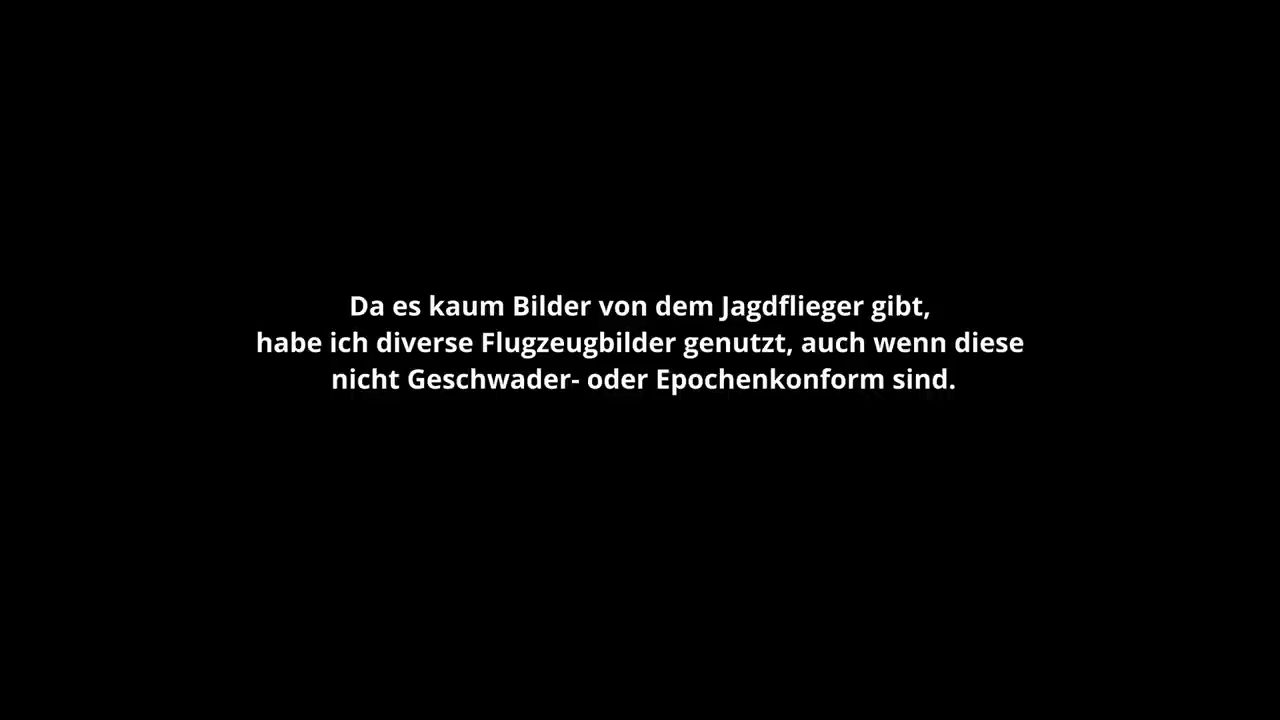 Da es kaum Bilder von dem Jagdflieger gibt,
habe ich diverse Flugzeugbilder genutzt, auch wenn diese
nicht Geschwader- oder Epochenkonform sind.